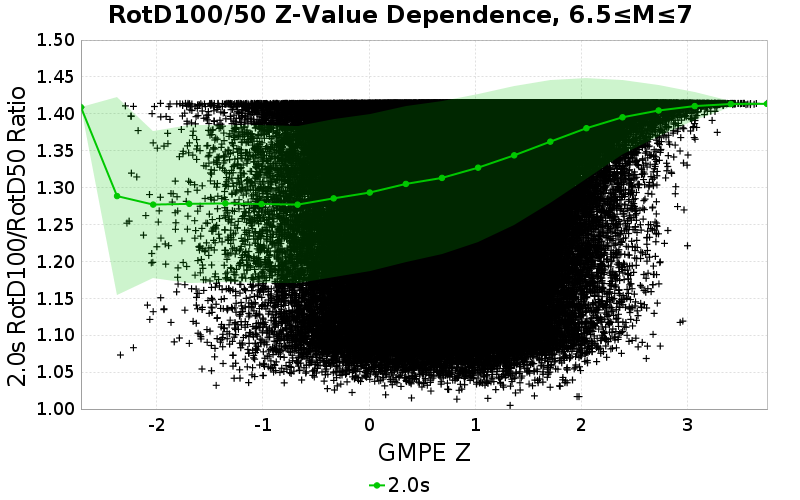 RotD100/50 Z-Value Dependence, 6.5≤M≤7
2.0s RotD100/RotD50 Ratio
1.50
1.45
1.40
1.35
1.30
1.25
1.20
1.15
1.10
1.05
1.00
-2 -1 0 1 2 3
GMPE Z
2.0s